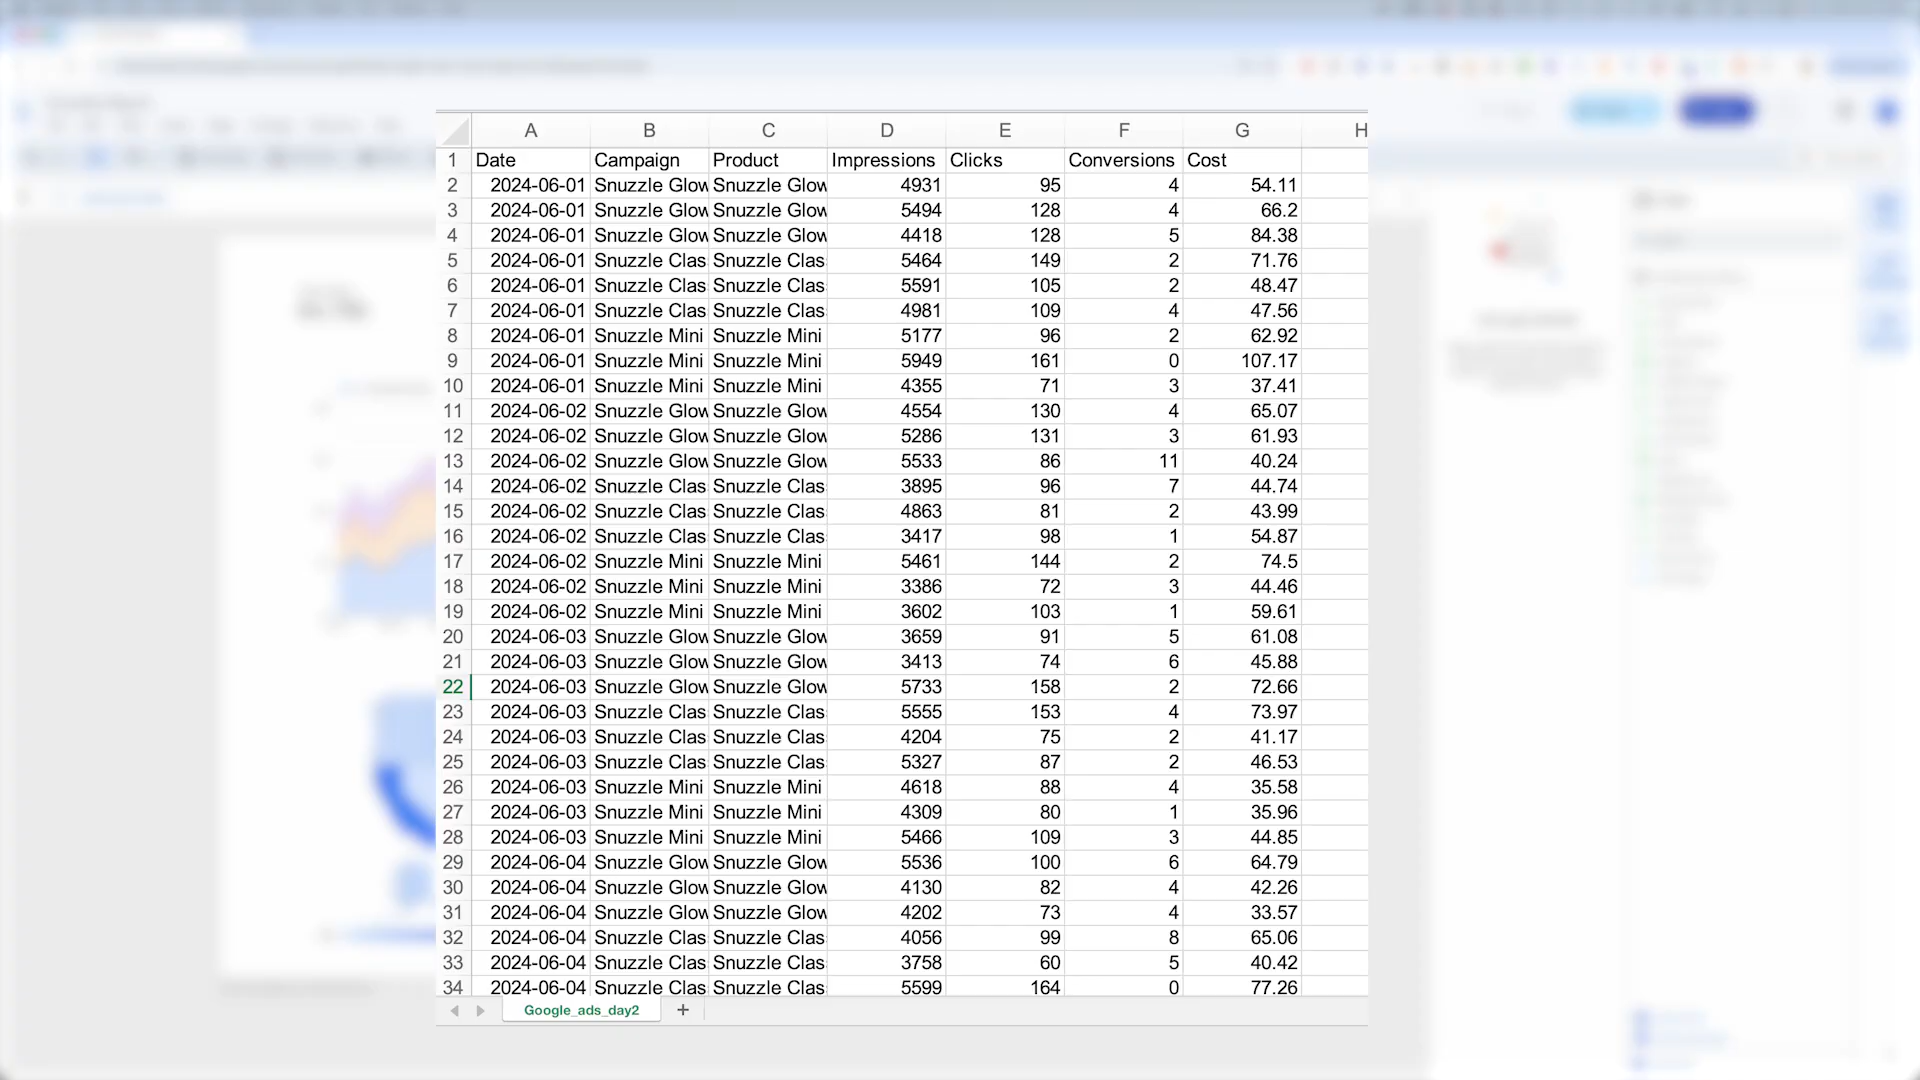 A B C D E F G H
1 Date Campaign Product Impressions Clicks Conversions Cost
2 2024-06-01 Snuzzle Glow Snuzzle Glow 4931 95 4 54.11
3 2024-06-01 Snuzzle Glow Snuzzle Glow 5494 128 4 66.2
4 2024-06-01 Snuzzle Glow Snuzzle Glow 4418 128 5 84.38
5 2024-06-01 Snuzzle Clas Snuzzle Clas 5464 149 2 71.76
6 2024-06-01 Snuzzle Clas Snuzzle Clas 5591 105 2 48.47
7 2024-06-01 Snuzzle Clas Snuzzle Clas 4981 109 4 47.56
8 2024-06-01 Snuzzle Mini Snuzzle Mini 5177 96 2 62.92
9 2024-06-01 Snuzzle Mini Snuzzle Mini 5949 161 0 107.17
10 2024-06-01 Snuzzle Mini Snuzzle Mini 4355 71 3 37.41
11 2024-06-02 Snuzzle Glow Snuzzle Glow 4554 130 4 65.07
12 2024-06-02 Snuzzle Glow Snuzzle Glow 5286 131 3 61.93
13 2024-06-02 Snuzzle Glow Snuzzle Glow 5533 86 11 40.24
14 2024-06-02 Snuzzle Clas Snuzzle Clas 3895 96 7 44.74
15 2024-06-02 Snuzzle Clas Snuzzle Clas 4863 81 2 43.99
16 2024-06-02 Snuzzle Clas Snuzzle Clas 3417 98 1 54.87
17 2024-06-02 Snuzzle Mini Snuzzle Mini 5461 144 2 74.5
18 2024-06-02 Snuzzle Mini Snuzzle Mini 3386 72 3 44.46
19 2024-06-02 Snuzzle Mini Snuzzle Mini 3602 103 1 59.61
20 2024-06-03 Snuzzle Glow Snuzzle Glow 3659 91 5 61.08
21 2024-06-03 Snuzzle Glow Snuzzle Glow 3413 74 6 45.88
22 2024-06-03 Snuzzle Glow Snuzzle Glow 5733 158 2 72.66
23 2024-06-03 Snuzzle Clas Snuzzle Clas 5555 153 4 73.97
24 2024-06-03 Snuzzle Clas Snuzzle Clas 4204 75 2 41.17
25 2024-06-03 Snuzzle Clas Snuzzle Clas 5327 87 2 46.53
26 2024-06-03 Snuzzle Mini Snuzzle Mini 4618 88 4 35.58
27 2024-06-03 Snuzzle Mini Snuzzle Mini 4309 80 1 35.96
28 2024-06-03 Snuzzle Mini Snuzzle Mini 5466 109 3 44.85
29 2024-06-04 Snuzzle Glow Snuzzle Glow 5536 100 6 64.79
30 2024-06-04 Snuzzle Glow Snuzzle Glow 4130 82 4 42.26
31 2024-06-04 Snuzzle Glow Snuzzle Glow 4202 73 4 33.57
32 2024-06-04 Snuzzle Clas Snuzzle Clas 4056 99 8 65.06
33 2024-06-04 Snuzzle Clas Snuzzle Clas 3758 60 5 40.42
34 2024-06-04 Snuzzle Clas Snuzzle Clas 5599 164 0 77.26
Google_ads_day2 +